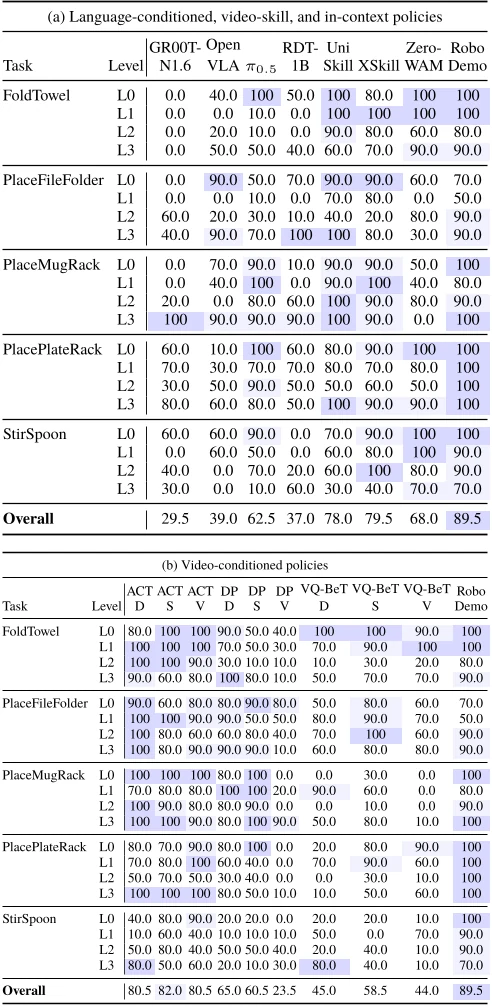 (a) Language-conditioned, video-skill, and in-context policies
GR00T- Open RDT- Uni Zero- Robo
Task Level N1.6 VLA π0.5 1B Skill XSkill WAM Demo
FoldTowel L0 0.0 40.0 100 50.0 100 80.0 100 100
L1 0.0 0.0 10.0 0.0 100 100 100 100
L2 0.0 20.0 10.0 0.0 90.0 80.0 60.0 80.0
L3 0.0 50.0 50.0 40.0 60.0 70.0 90.0 90.0
PlaceFileFolder L0 0.0 90.0 50.0 70.0 90.0 90.0 60.0 70.0
L1 0.0 0.0 10.0 0.0 70.0 80.0 0.0 50.0
L2 60.0 20.0 30.0 10.0 40.0 20.0 80.0 90.0
L3 40.0 90.0 70.0 100 100 80.0 30.0 90.0
PlaceMugRack L0 0.0 70.0 90.0 10.0 90.0 90.0 50.0 100
L1 0.0 40.0 100 0.0 90.0 100 40.0 80.0
L2 20.0 0.0 80.0 60.0 100 90.0 80.0 90.0
L3 100 90.0 90.0 90.0 100 90.0 0.0 100
PlacePlateRack L0 60.0 10.0 100 60.0 80.0 90.0 100 100
L1 70.0 30.0 70.0 70.0 80.0 70.0 80.0 100
L2 30.0 50.0 90.0 50.0 50.0 60.0 50.0 100
L3 80.0 60.0 80.0 50.0 100 90.0 90.0 100
StirSpoon L0 60.0 60.0 90.0 0.0 70.0 90.0 100 100
L1 0.0 60.0 50.0 0.0 60.0 80.0 100 90.0
L2 40.0 0.0 70.0 20.0 60.0 100 80.0 90.0
L3 30.0 0.0 10.0 60.0 30.0 40.0 70.0 70.0
Overall 29.5 39.0 62.5 37.0 78.0 79.5 68.0 89.5
(b) Video-conditioned policies
ACT ACT ACT DP DP DP VQ-BeT VQ-BeT VQ-BeT Robo
Task Level D S V D S V D S V Demo
FoldTowel L0 80.0 100 100 90.0 50.0 40.0 100 100 90.0 100
L1 100 100 100 70.0 50.0 30.0 70.0 90.0 100 100
L2 100 100 90.0 30.0 10.0 10.0 10.0 30.0 20.0 80.0
L3 90.0 60.0 80.0 100 80.0 10.0 50.0 70.0 70.0 90.0
PlaceFileFolder L0 90.0 60.0 80.0 80.0 90.0 80.0 50.0 80.0 60.0 70.0
L1 100 100 90.0 90.0 50.0 50.0 80.0 90.0 70.0 50.0
L2 100 80.0 60.0 80.0 80.0 0.0 70.0 100 60.0 90.0
L3 100 80.0 90.0 90.0 90.0 10.0 60.0 80.0 80.0 90.0
PlaceMugRack L0 100 100 100 80.0 100 0.0 0.0 30.0 0.0 100
L1 70.0 80.0 80.0 100 100 20.0 90.0 60.0 0.0 80.0
L2 100 90.0 80.0 80.0 90.0 0.0 0.0 10.0 0.0 90.0
L3 100 100 90.0 80.0 100 90.0 50.0 80.0 10.0 100
PlacePlateRack L0 80.0 70.0 90.0 80.0 100 0.0 20.0 80.0 90.0 100
L1 70.0 80.0 100 60.0 40.0 0.0 70.0 90.0 60.0 100
L2 50.0 70.0 50.0 30.0 40.0 0.0 0.0 30.0 10.0 100
L3 100 100 100 80.0 50.0 10.0 10.0 50.0 60.0 100
StirSpoon L0 40.0 80.0 90.0 20.0 20.0 0.0 20.0 20.0 10.0 100
L1 10.0 60.0 40.0 10.0 10.0 10.0 50.0 0.0 70.0 90.0
L2 50.0 80.0 40.0 50.0 50.0 40.0 20.0 40.0 10.0 90.0
L3 80.0 50.0 60.0 20.0 10.0 30.0 80.0 40.0 10.0 70.0
Overall 80.5 82.0 80.5 65.0 60.5 23.5 45.0 58.5 44.0 89.5